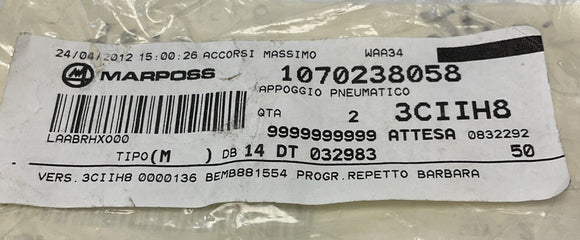 24/04/2012 15:00:26 ACCORSI MASSIMO WAA34
MARPOSS 1070238058
APPOGGIO PNEUMATICO
QTA 2 3CIIH8
LAABRHX000 9999999999 ATTESA 0832292
TIPO(M ) DB 14 DT 032983 50
VERS. 3CIIH8 0000136 BEMB881554 PROGR.REPETTO BARBARA